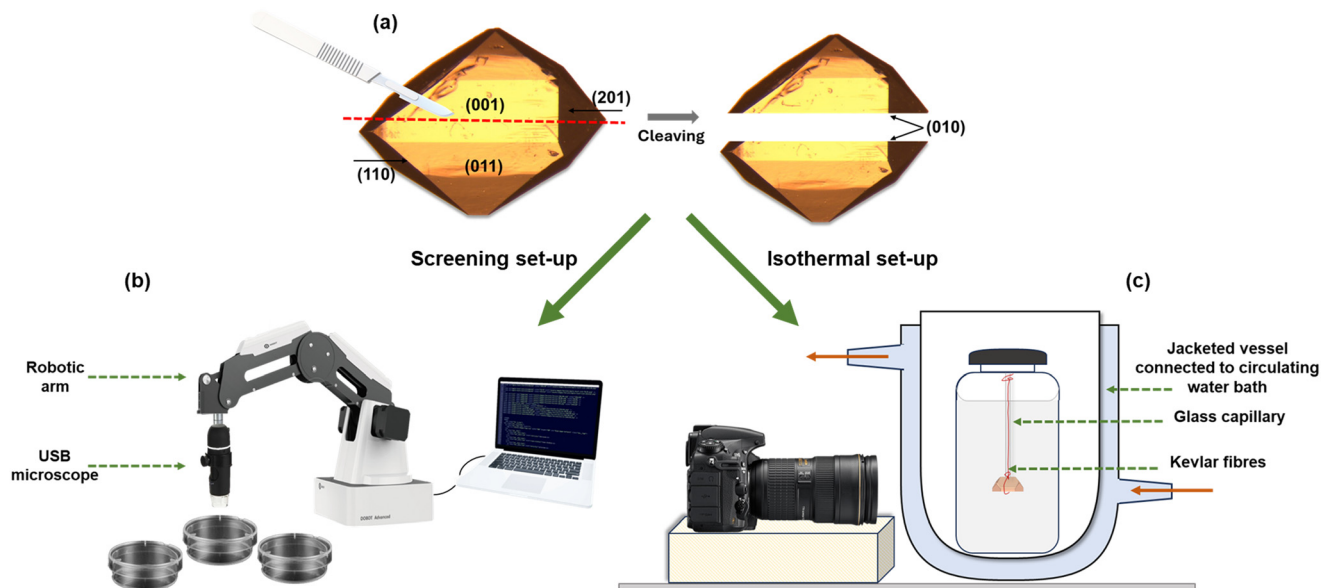 (a)
(001)
(201)
(110)
(011)
Cleaving
(010)
Screening set-up
Isothermal set-up
(b)
Robotic
arm
USB
microscope
(c)
Jacketed vessel
connected to circulating
water bath
Glass capillary
Kevlar fibres